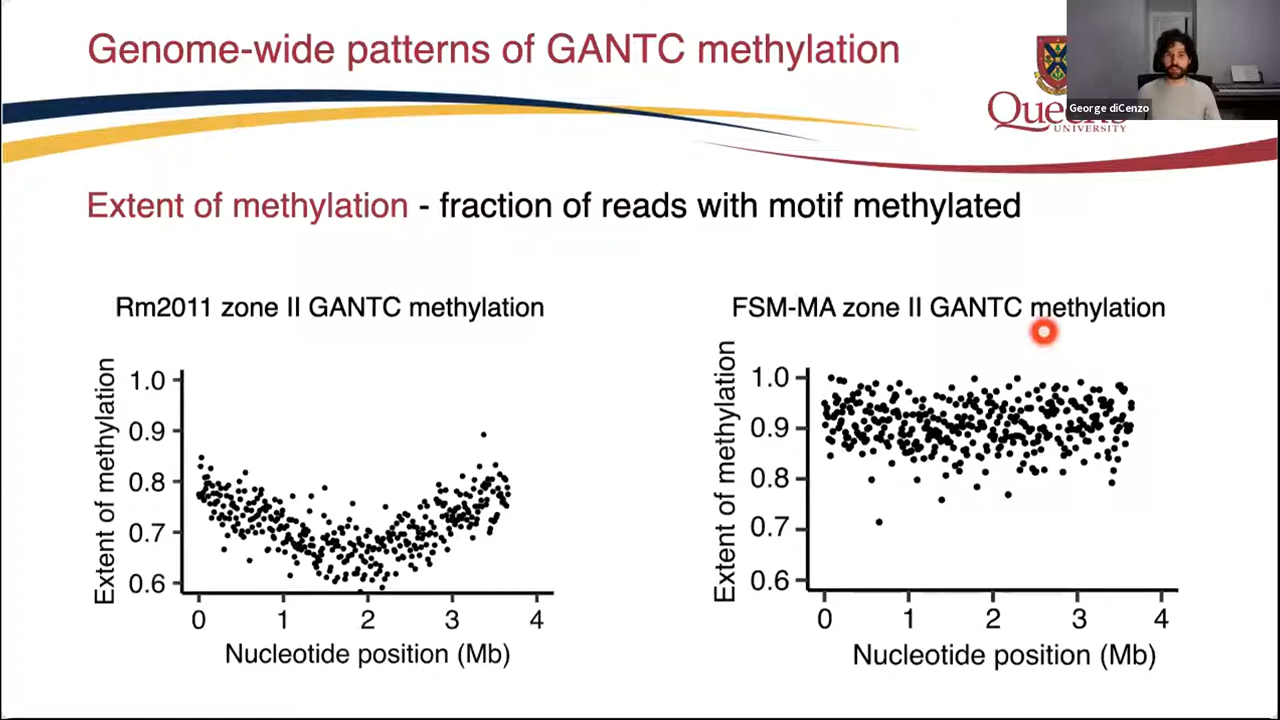 Genome-wide patterns of GANTC methylation
George diCenzo
Que
UNIVERSITY
Extent of methylation - fraction of reads with motif methylated
Rm2011 zone II GANTC methylation
Extent of methylation
1.0
0.9
0.8
0.7
0.6
0 1 2 3 4
Nucleotide position (Mb)
FSM-MA zone II GANTC methylation
Extent of methylation
1.0
0.9
0.8
0.7
0.6
0 1 2 3 4
Nucleotide position (Mb)